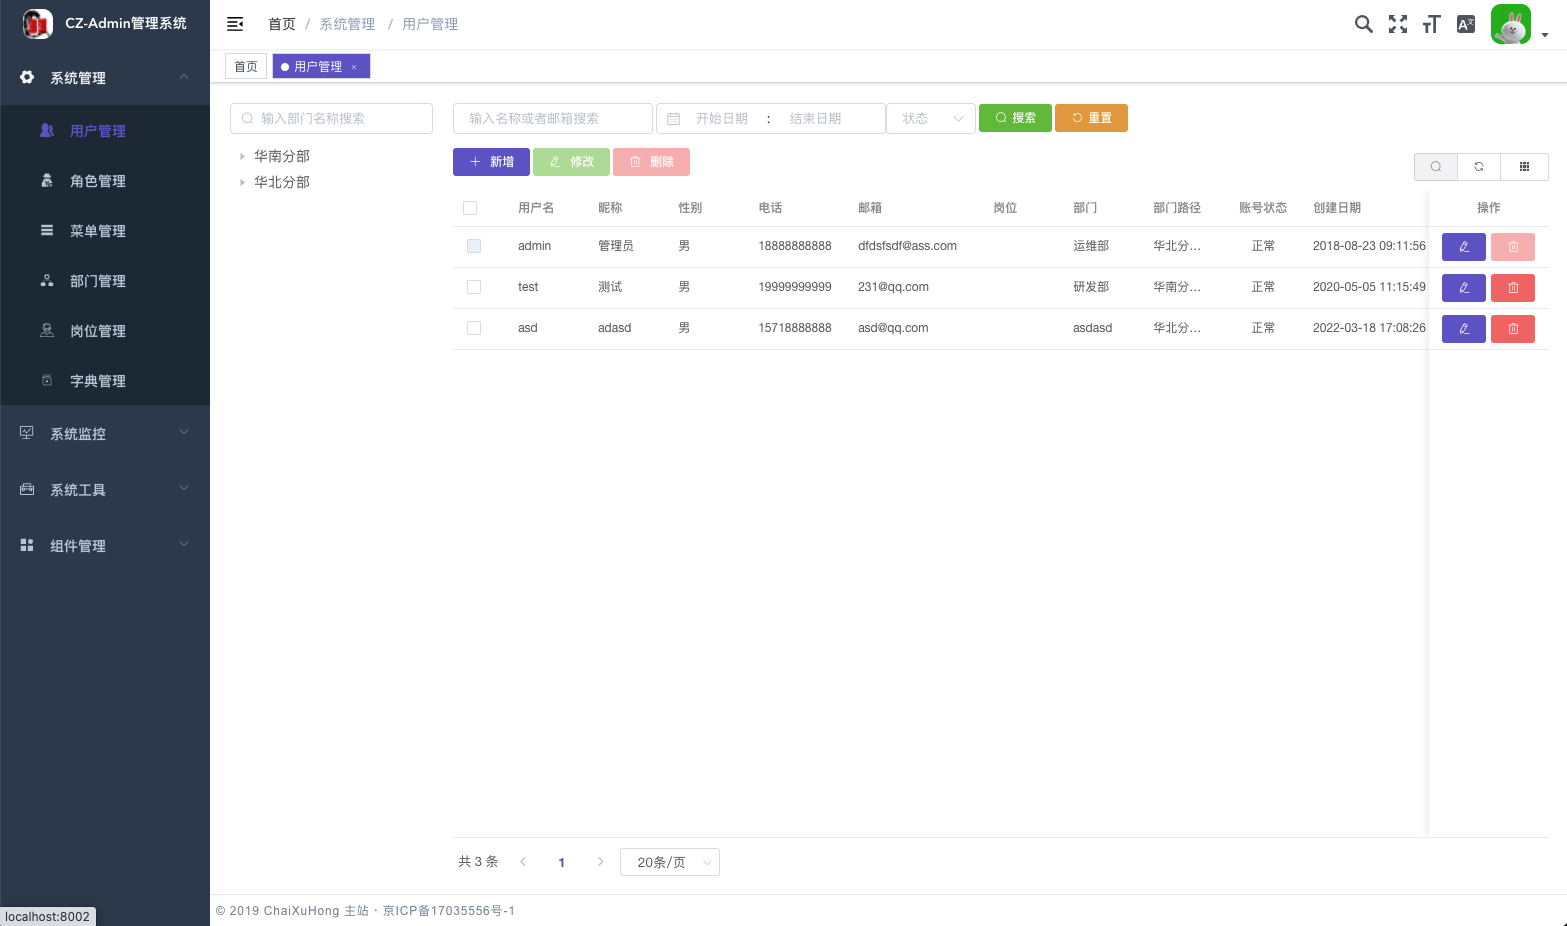 CZ-Admin管理系统
首页 / 系统管理 / 用户管理
首页
用户管理 ×
系统管理
用户管理
角色管理
菜单管理
部门管理
岗位管理
字典管理
系统监控
系统工具
组件管理
输入部门名称搜索
华南分部
华北分部
输入名称或者邮箱搜索 开始日期 : 结束日期 状态 搜索 重置
新增 修改 删除
用户名 昵称 性别 电话 邮箱 岗位 部门 部门路径 账号状态 创建日期 操作
admin 管理员 男 18888888888 dfdsfsdf@ass.com 运维部 华北分... 正常 2018-08-23 09:11:56
test 测试 男 19999999999 231@qq.com 研发部 华南分... 正常 2020-05-05 11:15:49
asd adasd 男 15718888888 asd@qq.com asdasd 华北分... 正常 2022-03-18 17:08:26
共 3 条 1 20条/页
© 2019 ChaiXuHong 主站 · 京ICP备17035556号-1
localhost:8002